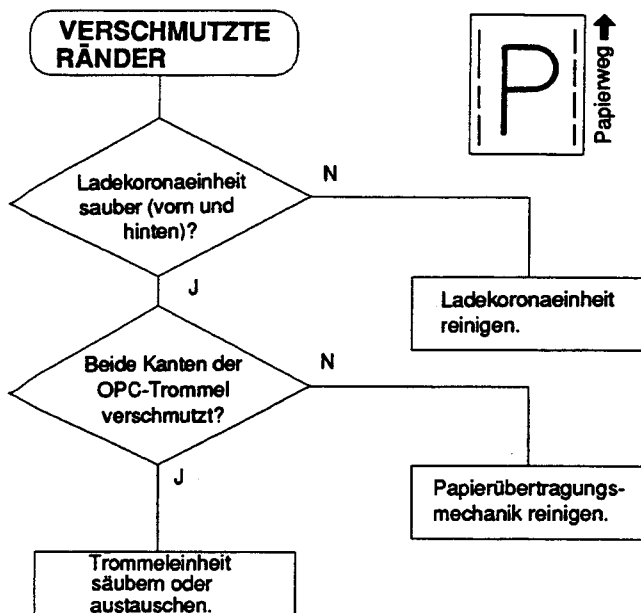 VERSCHMUTZTE
RÄNDER
P
Papierweg
Ladekoronaeinheit
sauber (vorn und
hinten)?
N
J
Ladekoronaeinheit
reinigen.
Beide Kanten der
OPC-Trommel
verschmutzt?
N
J
Papierübertragungs-
mechanik reinigen.
Trommeleinheit
säubern oder
austauschen.